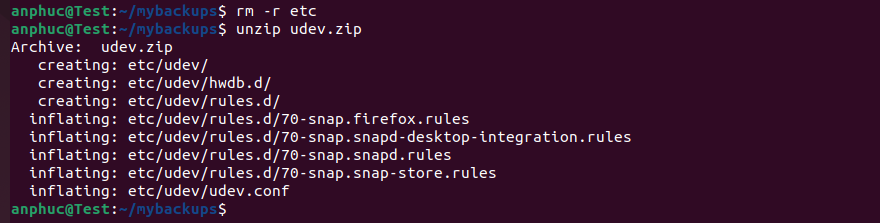 anphuc@Test:~/mybackups$ rm -r etc
anphuc@Test:~/mybackups$ unzip udev.zip
Archive:  udev.zip
   creating: etc/udev/
   creating: etc/udev/hwdb.d/
   creating: etc/udev/rules.d/
  inflating: etc/udev/rules.d/70-snap.firefox.rules
  inflating: etc/udev/rules.d/70-snap.snapd-desktop-integration.rules
  inflating: etc/udev/rules.d/70-snap.snapd.rules
  inflating: etc/udev/rules.d/70-snap.snap-store.rules
  inflating: etc/udev/udev.conf
anphuc@Test:~/mybackups$